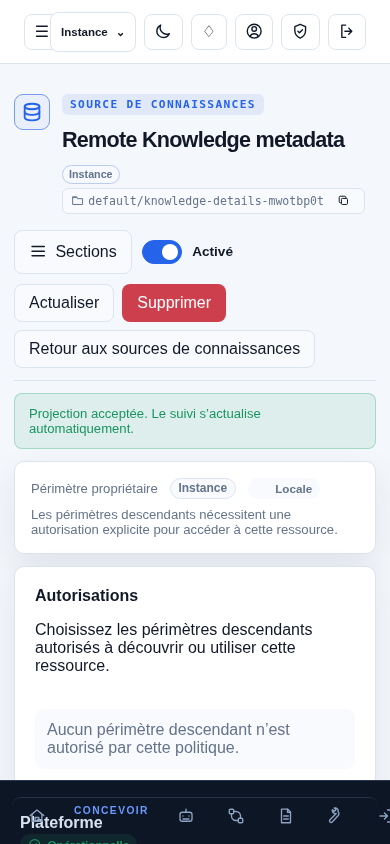 Instance
SOURCE DE CONNAISSANCES
Remote Knowledge metadata
Instance
default/knowledge-details-mwotbp0t
Sections
Activé
Actualiser
Supprimer
Retour aux sources de connaissances
Projection acceptée. Le suivi s’actualise
automatiquement.
Périmètre propriétaire
Instance
Locale
Les périmètres descendants nécessitent une
autorisation explicite pour accéder à cette ressource.
Autorisations
Choisissez les périmètres descendants
autorisés à découvrir ou utiliser cette
ressource.
Aucun périmètre descendant n’est
autorisé par cette politique.
CONCEVOIR
Plateforme
Opérationnelle